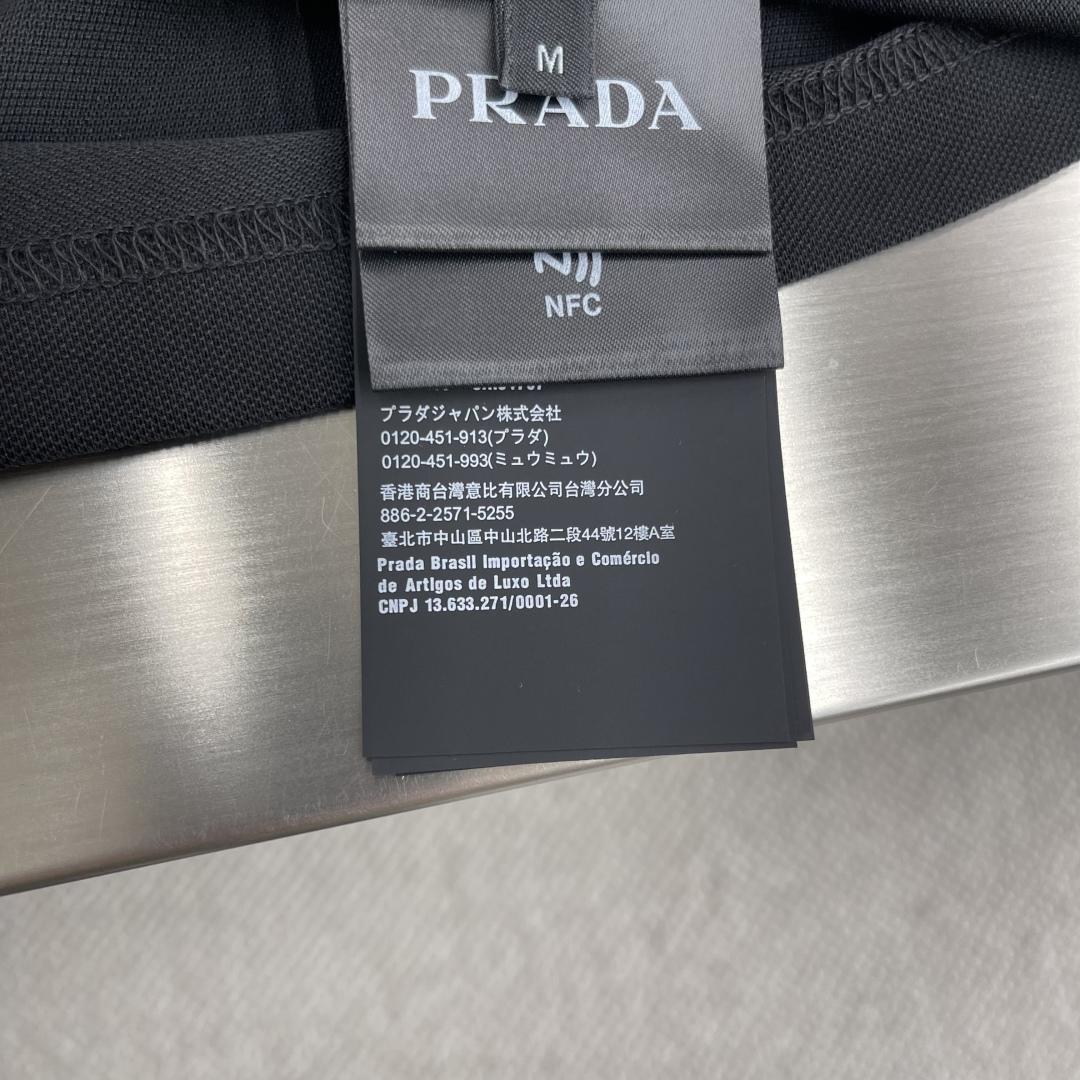 M
PRADA
NFC
プラダジャパン株式会社
0120-451-913(プラダ)
0120-451-993(ミュウミュウ)
香港商台灣意比有限公司台灣分公司
886-2-2571-5255
臺北市中山區中山北路二段44號12樓A室
Prada Brasil Importação e Comércio
de Artigos de Luxo Ltda
CNPJ 13.633.271/0001-26